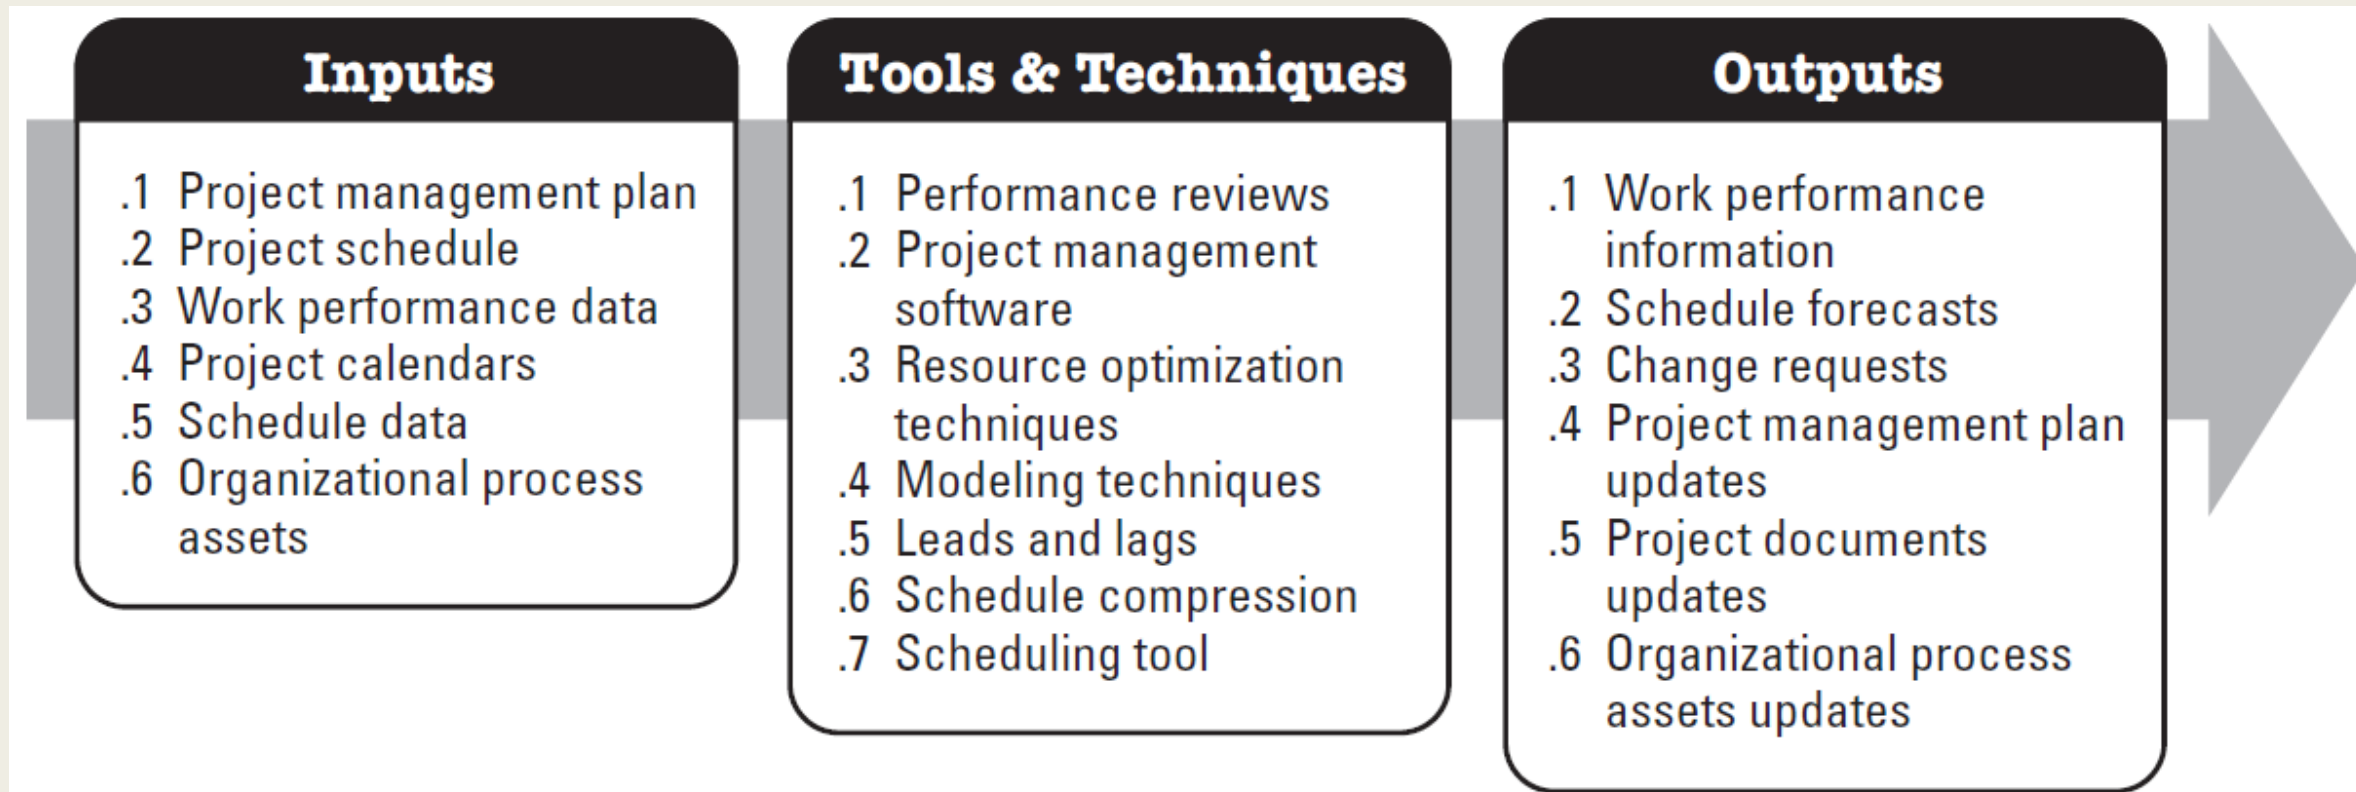 Inputs
.1 Project management plan
.2 Project schedule
.3 Work performance data
.4 Project calendars
.5 Schedule data
.6 Organizational process
assets
Tools & Techniques
.1 Performance reviews
.2 Project management
software
.3 Resource optimization
techniques
.4 Modeling techniques
.5 Leads and lags
.6 Schedule compression
.7 Scheduling tool
Outputs
.1 Work performance
information
.2 Schedule forecasts
.3 Change requests
.4 Project management plan
updates
.5 Project documents
updates
.6 Organizational process
assets updates